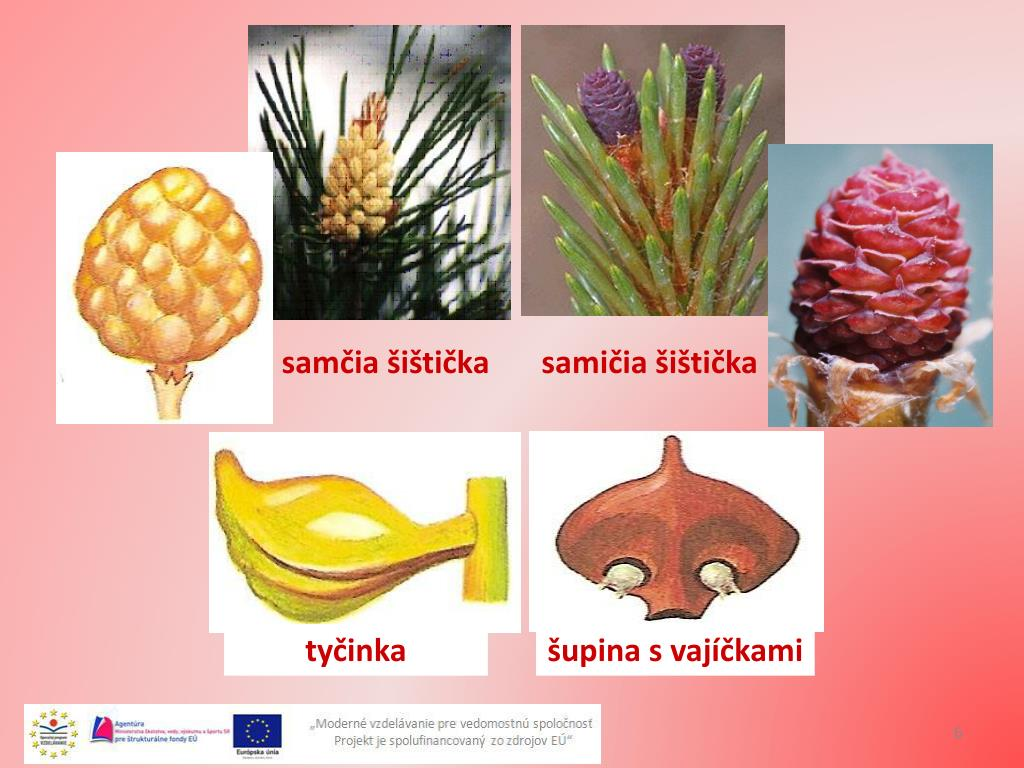 samčia šištička
samičia šištička
tyčinka
šupina s vajíčkami
Agentúra
Ministerstva školstva, vedy, výskumu a športu SR
pre štrukturálne fondy EÚ
Európska únia
„Moderné vzdelávanie pre vedomostnú spoločnosť
Projekt je spolufinancovaný zo zdrojov EÚ“
6